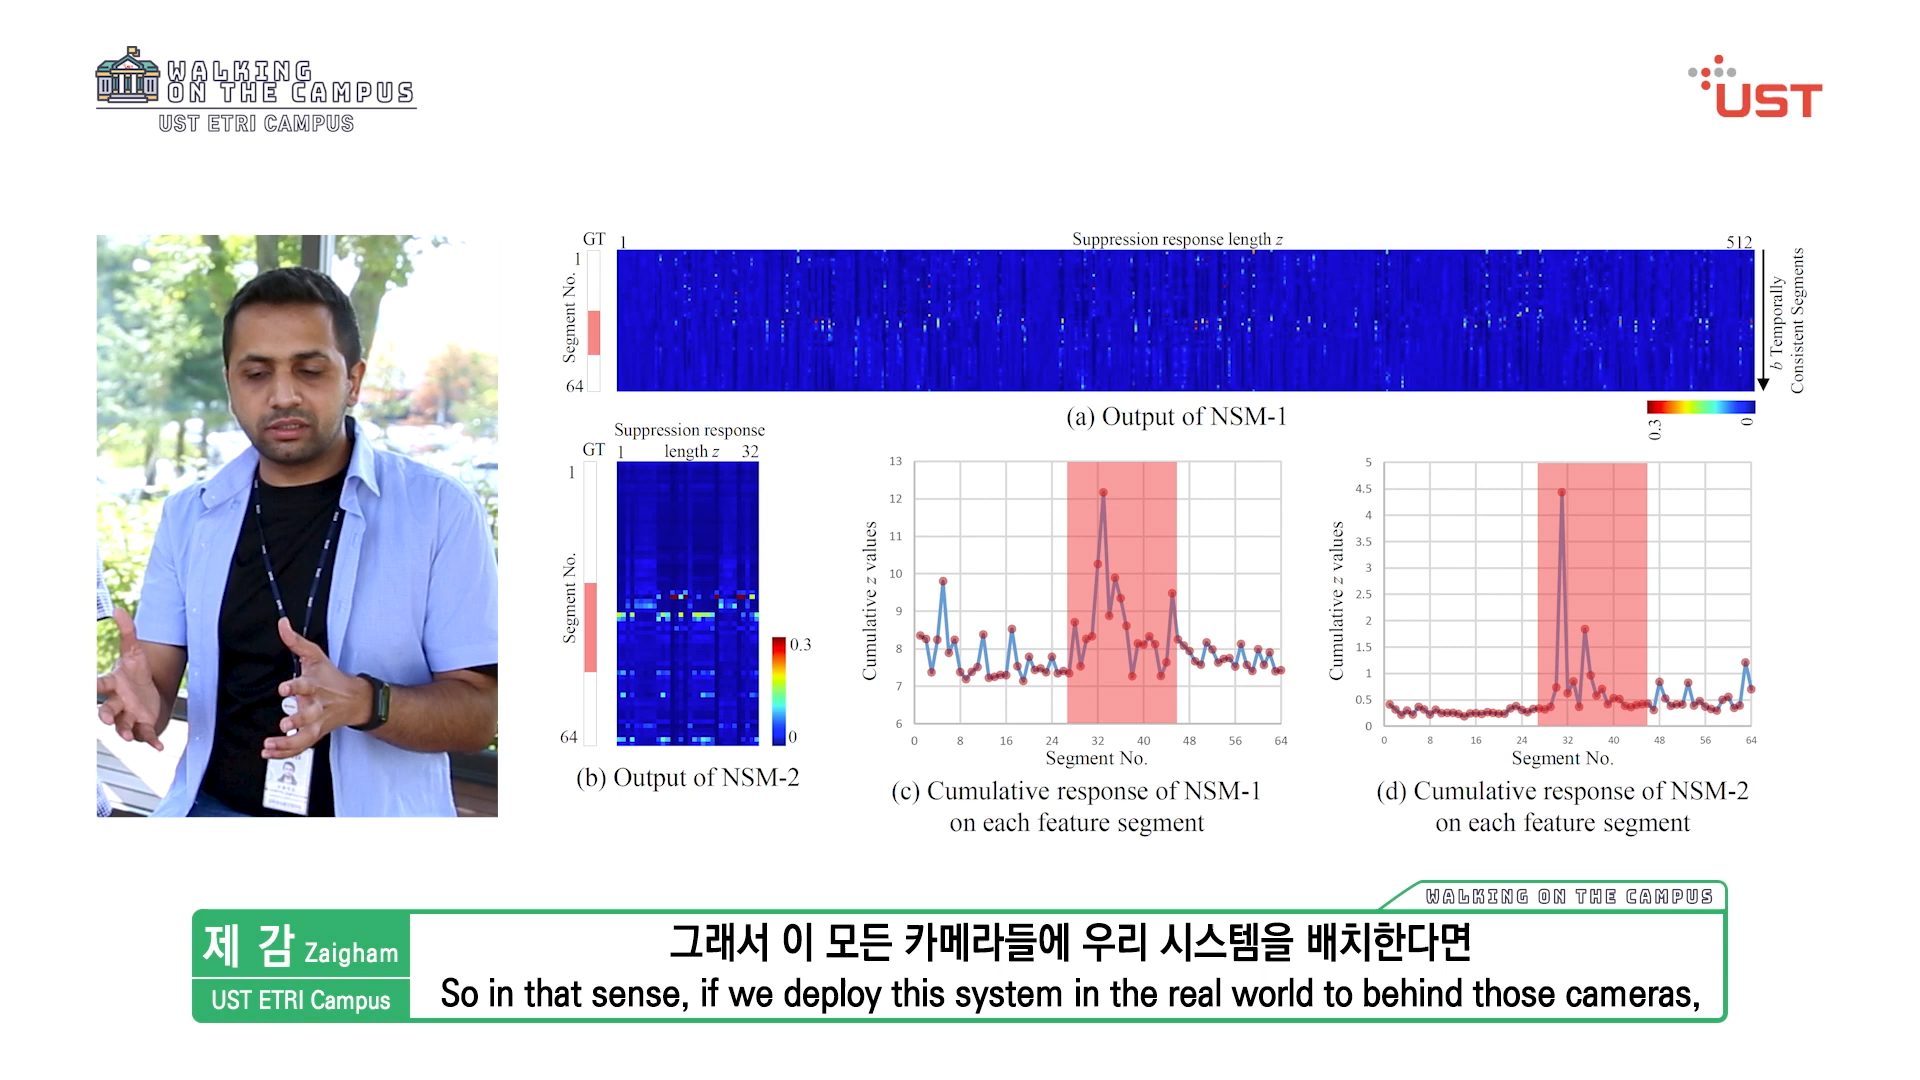 WALKING
ON THE CAMPUS
UST ETRI CAMPUS
UST
GT
1
Suppression response length z
512
1
Segment No.
64
b Temporally
Consistent Segments
(a) Output of NSM-1
0.3
0
Suppression response
GT
1
length z
32
1
Segment No.
64
0.3
0
(b) Output of NSM-2
13
12
11
10
9
8
7
6
Cumulative z values
0 8 16 24 32 40 48 56 64
Segment No.
(c) Cumulative response of NSM-1
on each feature segment
5
4.5
4
3.5
3
2.5
2
1.5
1
0.5
0
Cumulative z values
0 8 16 24 32 40 48 56 64
Segment No.
(d) Cumulative response of NSM-2
on each feature segment
WALKING ON THE CAMPUS
제 감 Zaigham
UST ETRI Campus
그래서 이 모든 카메라들에 우리 시스템을 배치한다면
So in that sense, if we deploy this system in the real world to behind those cameras,